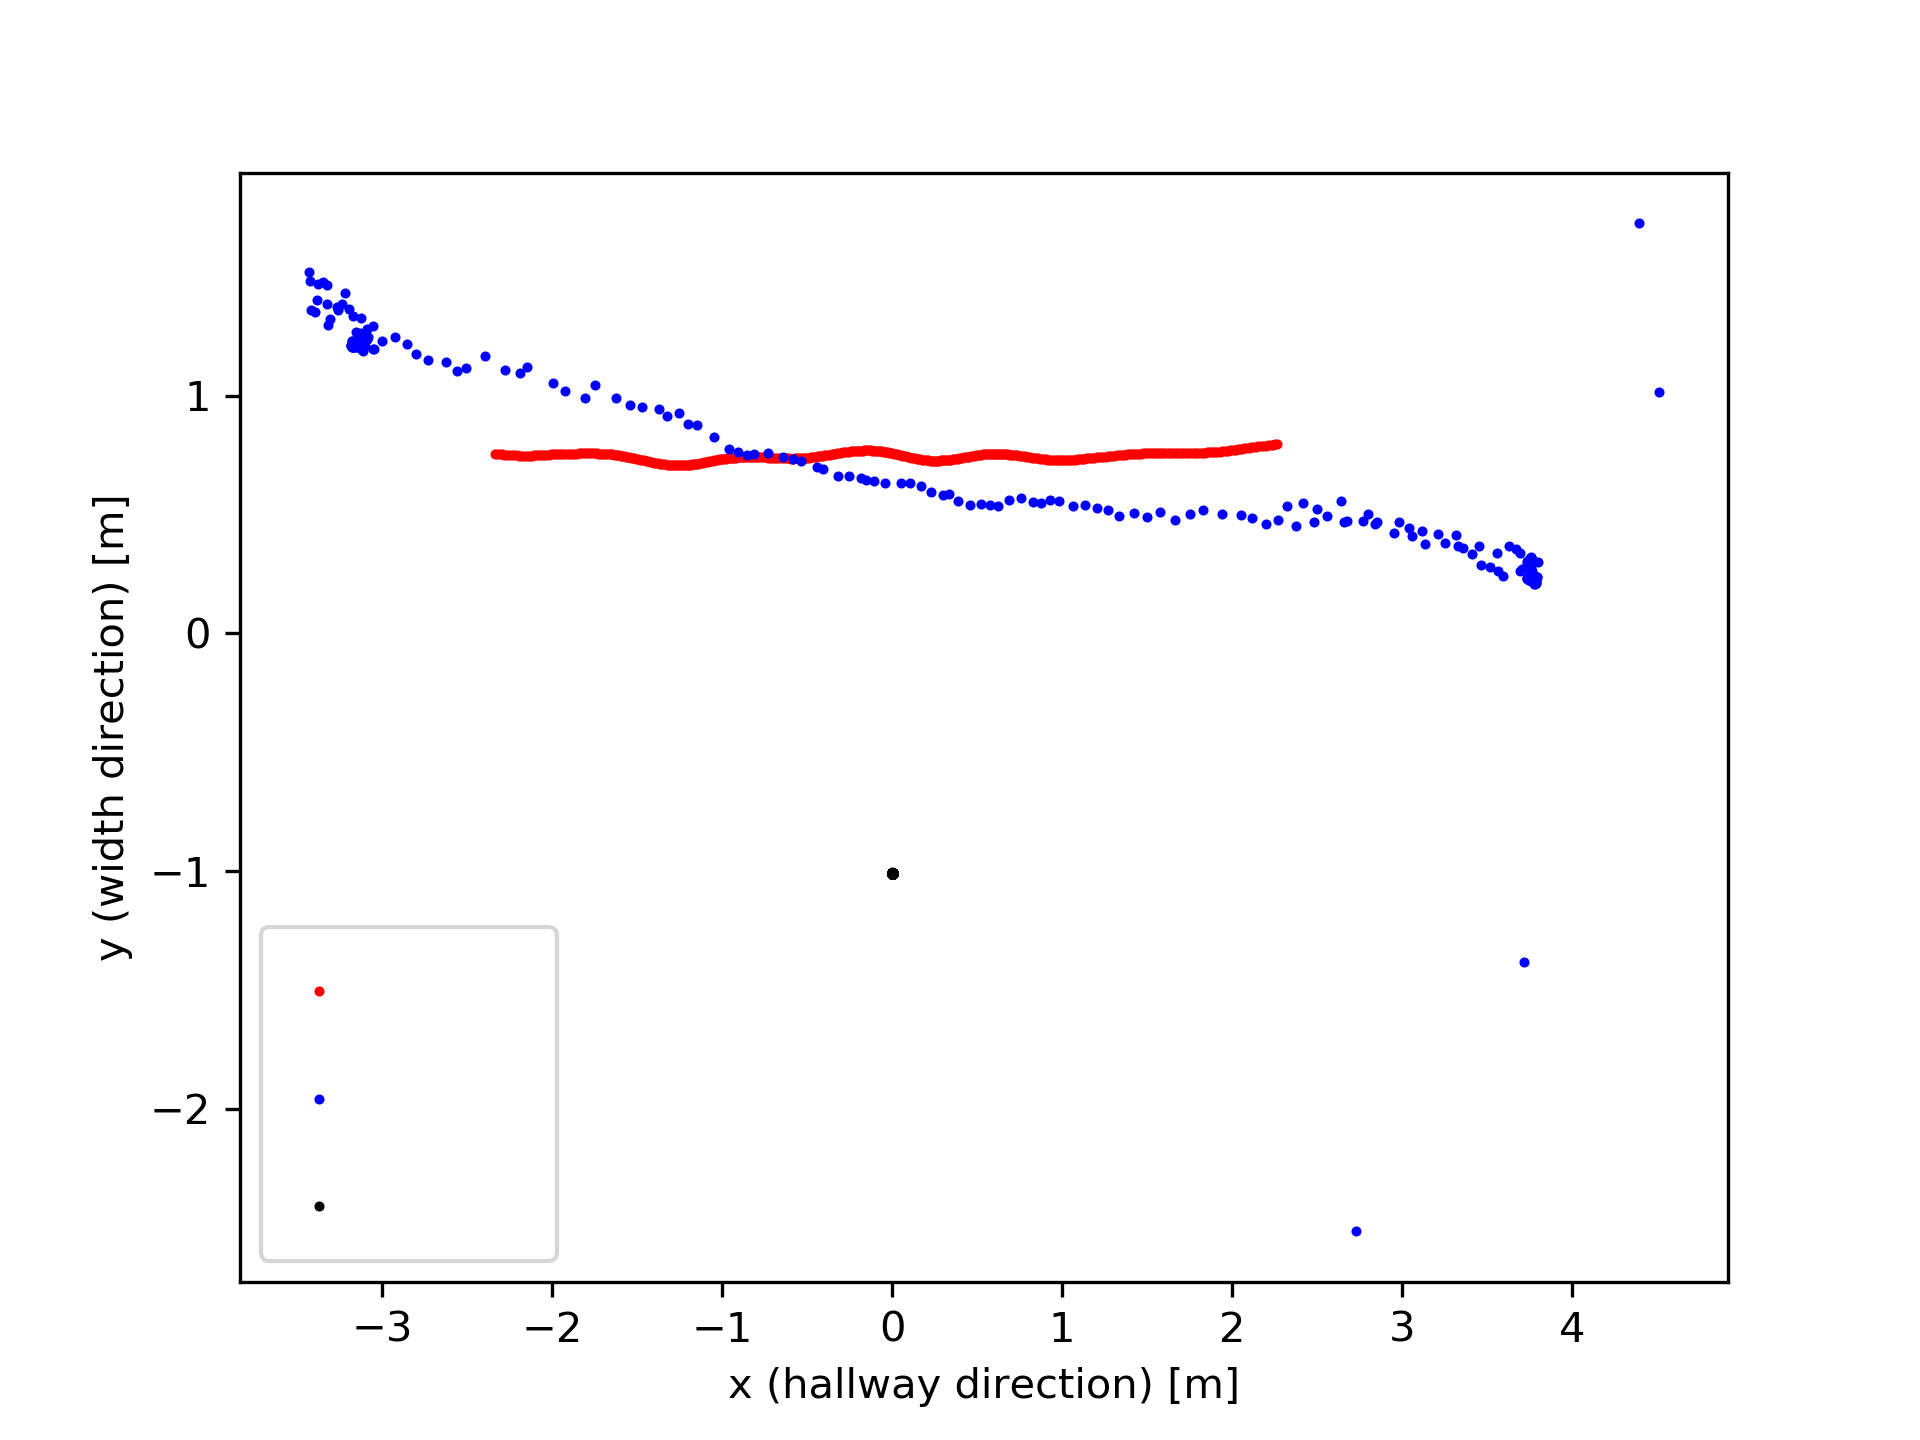 y (width direction) [m]
1
0
−1
−2
−3 −2 −1 0 1 2 3 4
x (hallway direction) [m]